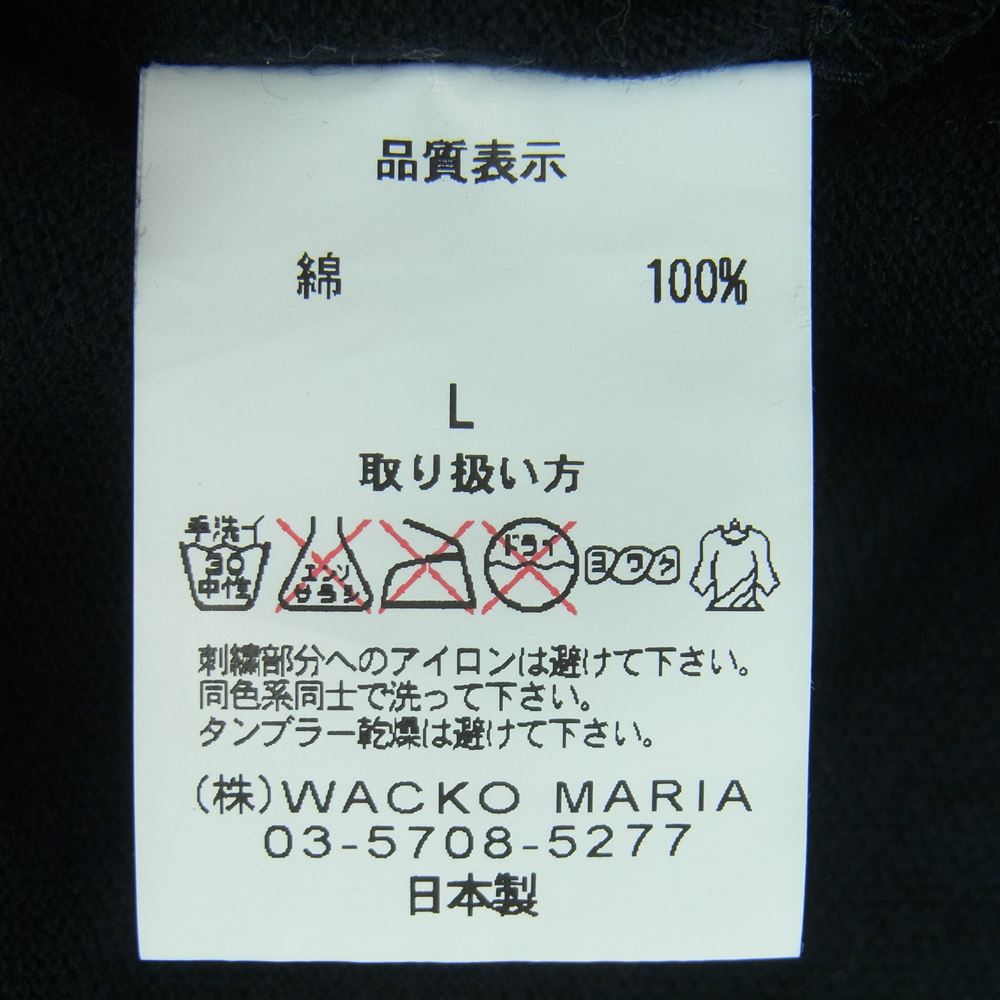 品質表示
綿 100%
L
取り扱い方
手洗イ
30
中性
エンソ
サラシ
ドライ
ヨワク
刺繍部分へのアイロンは避けて下さい。
同色系同士で洗って下さい。
タンブラー乾燥は避けて下さい。
(株)WACKO MARIA
03-5708-5277
日本製